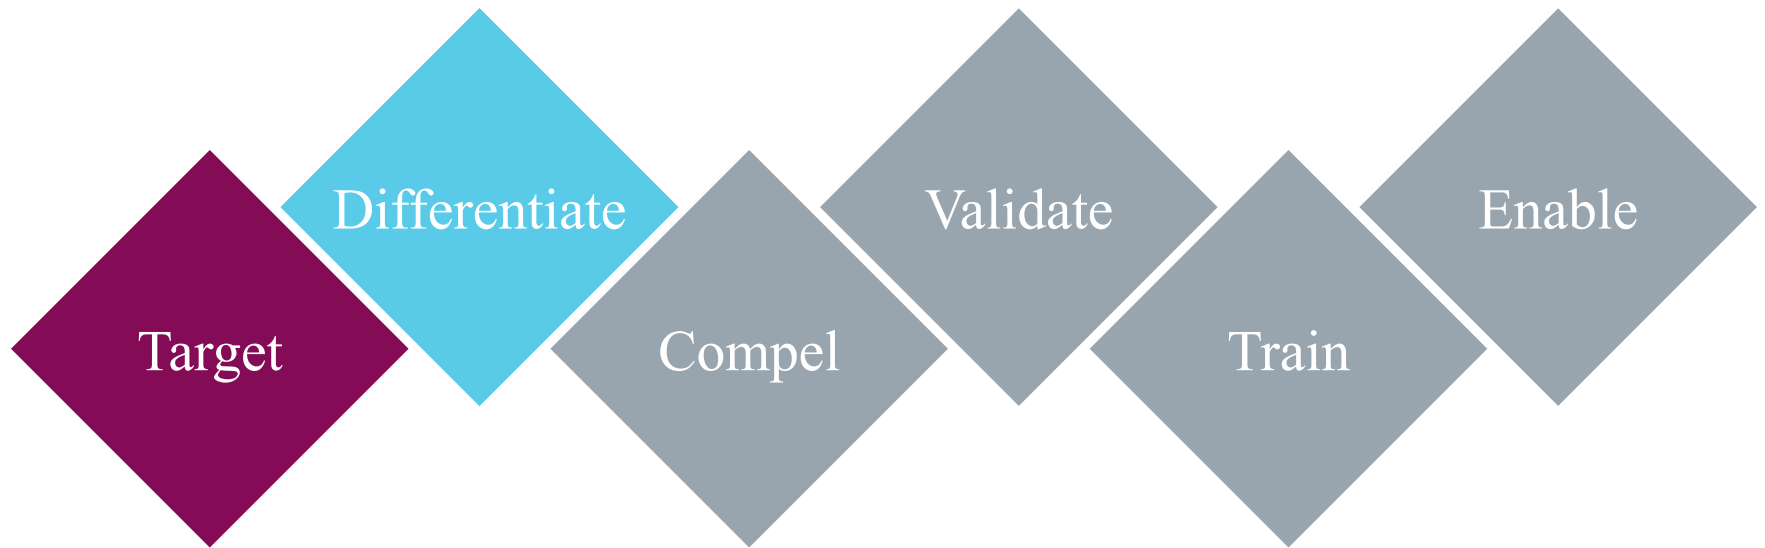 Target
Differentiate
Compel
Validate
Train
Enable